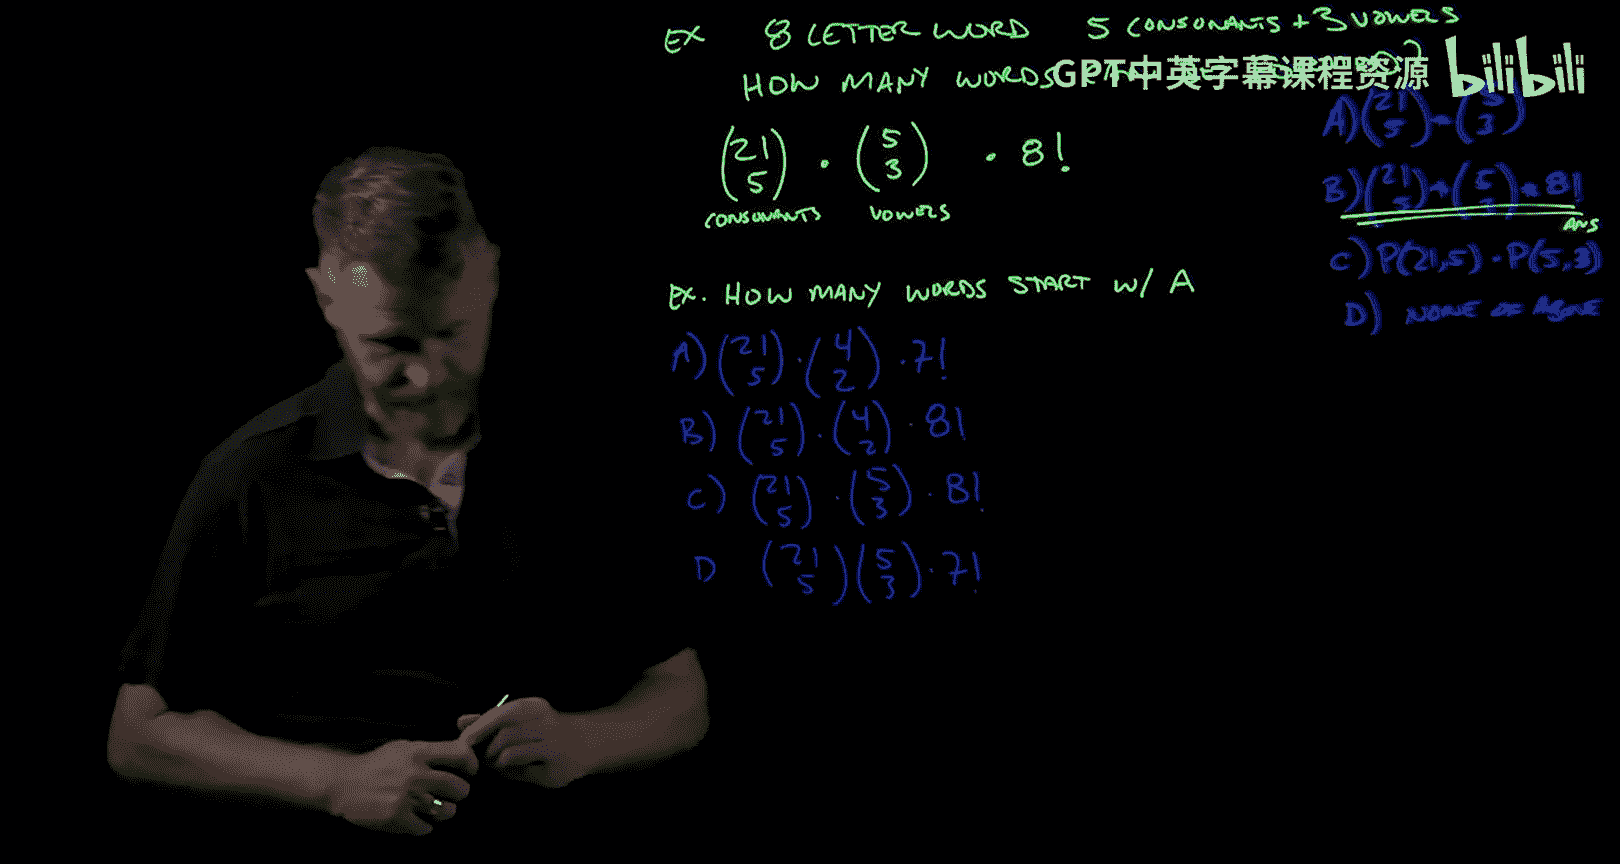 EX 8 LETTER WORD 5 CONSONANTS + 3 VOWELS
HOW MANY WORDS
GPT中英字幕课程资源 bilibili
(21 5) · (5 3) · 8!
CONSONANTS VOWELS
A) (21 5) · (5 3)
B) (21 5) · (5 3) · 8!
ANS
C) P(21,5) · P(5,3)
D) NONE OF ABOVE
EX. HOW MANY WORDS START W/ A
A) (21 5) · (4 2) · 7!
B) (21 5) · (4 2) · 8!
C) (21 5) · (5 3) · 8!
D (21 5)(5 3) · 7!